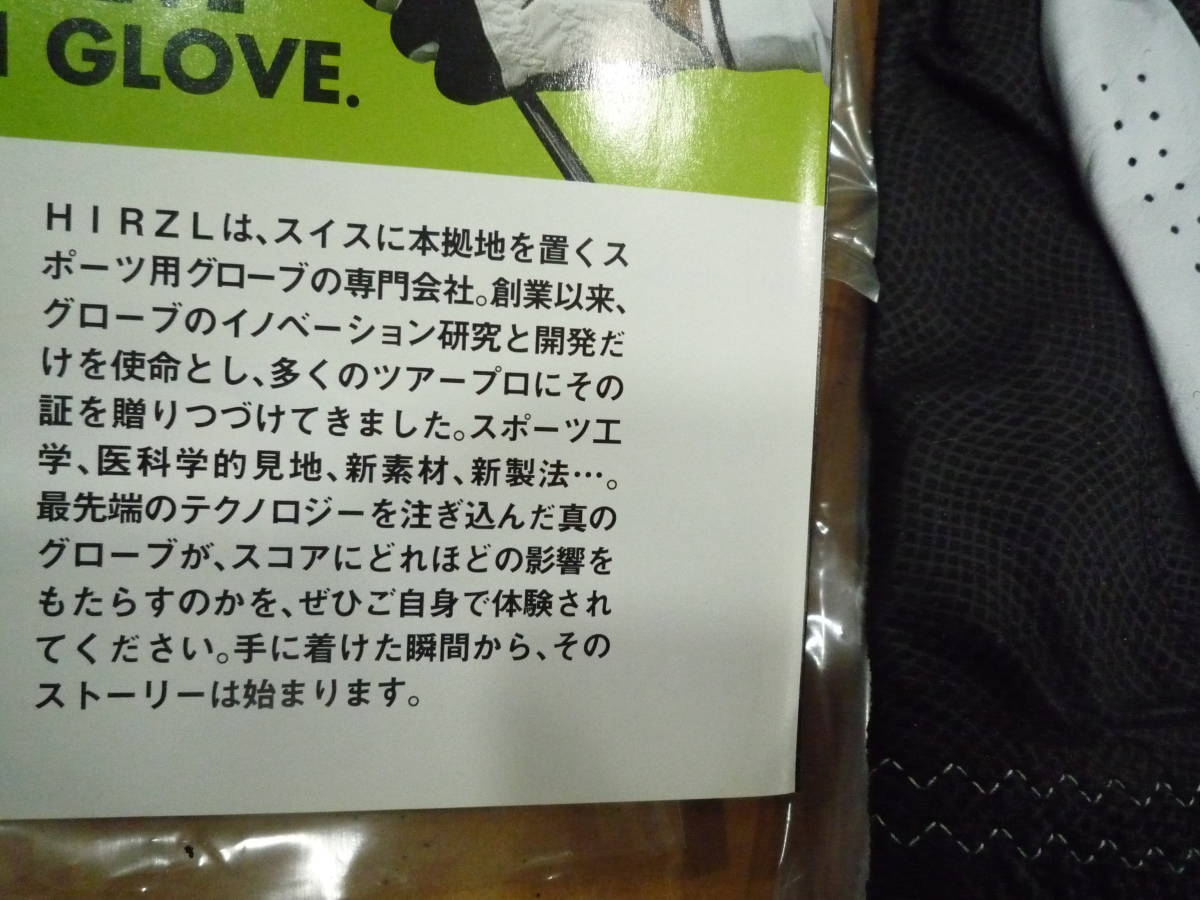 GLOVE.
HIRZLは、スイスに本拠地を置くス
ポーツ用グローブの専門会社。創業以来、
グローブのイノベーション研究と開発だ
けを使命とし、多くのツアープロにその
証を贈りつづけてきました。スポーツ工
学、医科学的見地、新素材、新製法…。
最先端のテクノロジーを注ぎ込んだ真の
グローブが、スコアにどれほどの影響を
もたらすのかを、ぜひご自身で体験され
てください。手に着けた瞬間から、その
ストーリーは始まります。